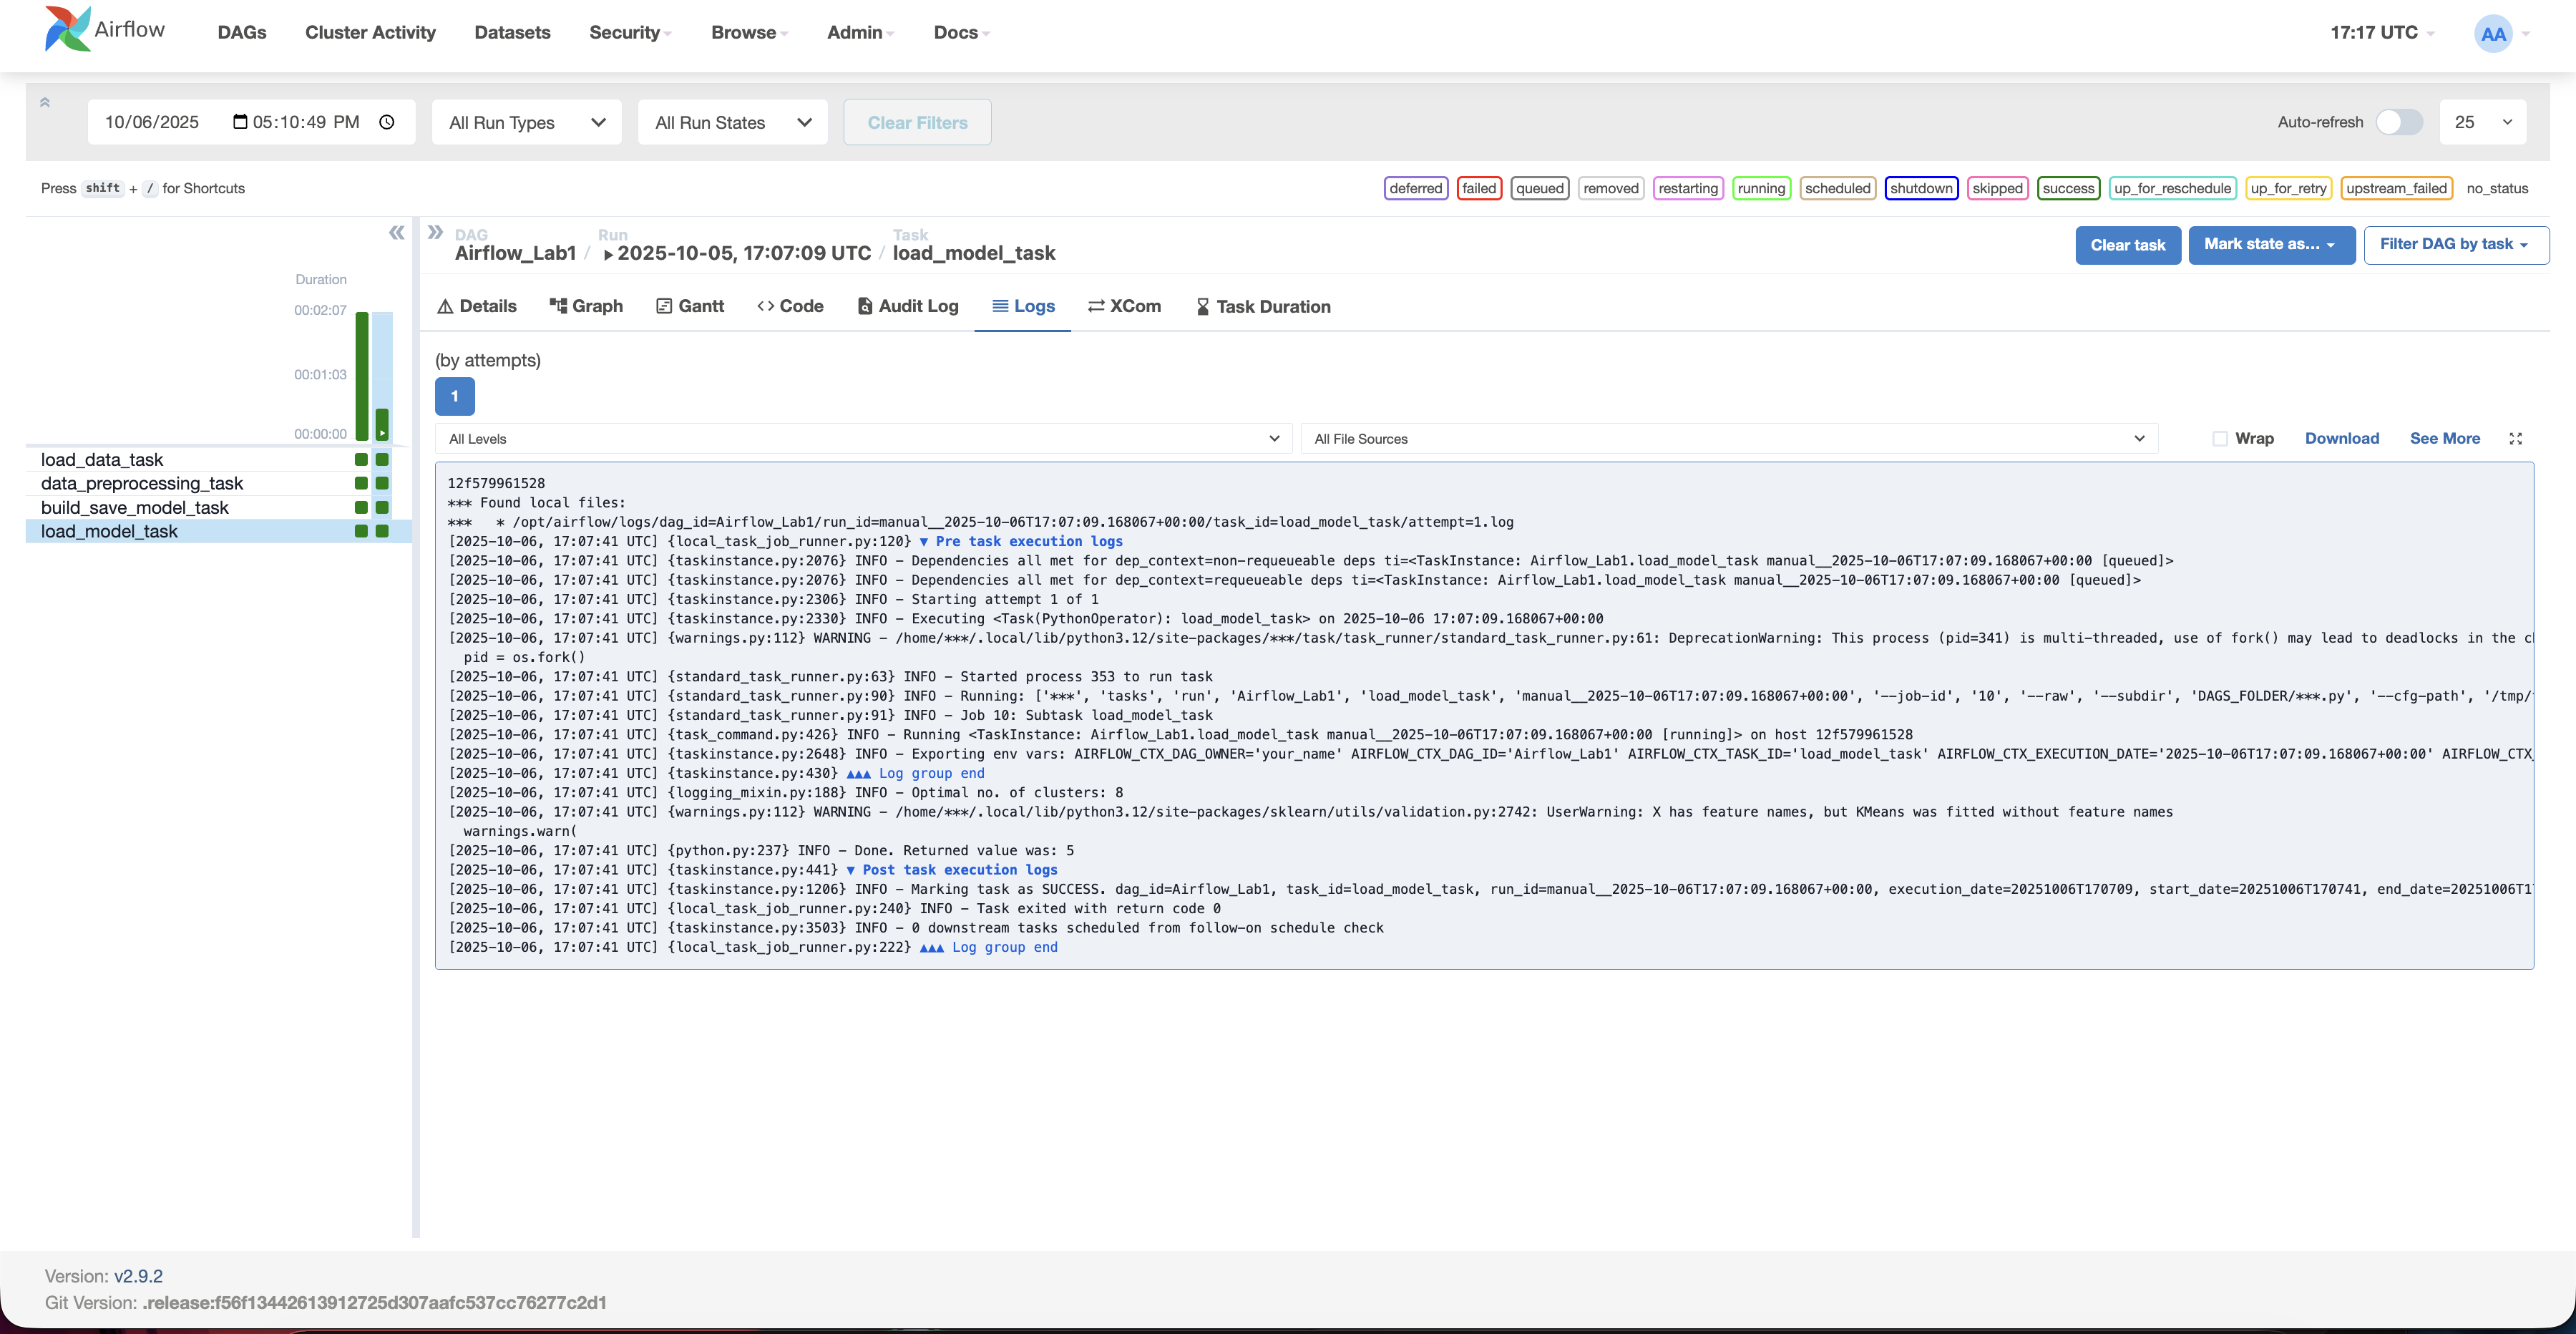 Airflow DAGs Cluster Activity Datasets Security Browse Admin Docs 17:17 UTC AA
10/06/2025 05:10:49 PM All Run Types All Run States Clear Filters Auto-refresh 25
Press shift + / for Shortcuts deferred failed queued removed restarting running scheduled shutdown skipped success up_for_reschedule up_for_retry upstream_failed no_status
DAG Run Task
Airflow_Lab1 / 2025-10-05, 17:07:09 UTC / load_model_task Clear task Mark state as... Filter DAG by task
Duration
00:02:07
00:01:03
00:00:00
load_data_task
data_preprocessing_task
build_save_model_task
load_model_task
Details Graph Gantt Code Audit Log Logs XCom Task Duration
(by attempts)
1
All Levels All File Sources Wrap Download See More
12f579961528
*** Found local files:
***   * /opt/airflow/logs/dag_id=Airflow_Lab1/run_id=manual__2025-10-06T17:07:09.168067+00:00/task_id=load_model_task/attempt=1.log
[2025-10-06, 17:07:41 UTC] {local_task_job_runner.py:120} ▼ Pre task execution logs
[2025-10-06, 17:07:41 UTC] {taskinstance.py:2076} INFO - Dependencies all met for dep_context=non-requeueable deps ti=<TaskInstance: Airflow_Lab1.load_model_task manual__2025-10-06T17:07:09.168067+00:00 [queued]>
[2025-10-06, 17:07:41 UTC] {taskinstance.py:2076} INFO - Dependencies all met for dep_context=requeueable deps ti=<TaskInstance: Airflow_Lab1.load_model_task manual__2025-10-06T17:07:09.168067+00:00 [queued]>
[2025-10-06, 17:07:41 UTC] {taskinstance.py:2306} INFO - Starting attempt 1 of 1
[2025-10-06, 17:07:41 UTC] {taskinstance.py:2330} INFO - Executing <Task(PythonOperator): load_model_task> on 2025-10-06 17:07:09.168067+00:00
[2025-10-06, 17:07:41 UTC] {warnings.py:112} WARNING - /home/***/.local/lib/python3.12/site-packages/***/task/task_runner/standard_task_runner.py:61: DeprecationWarning: This process (pid=341) is multi-threaded, use of fork() may lead to deadlocks in the
  pid = os.fork()
[2025-10-06, 17:07:41 UTC] {standard_task_runner.py:63} INFO - Started process 353 to run task
[2025-10-06, 17:07:41 UTC] {standard_task_runner.py:90} INFO - Running: ['***', 'tasks', 'run', 'Airflow_Lab1', 'load_model_task', 'manual__2025-10-06T17:07:09.168067+00:00', '--job-id', '10', '--raw', '--subdir', 'DAGS_FOLDER/***.py', '--cfg-path', '/tmp/
[2025-10-06, 17:07:41 UTC] {standard_task_runner.py:91} INFO - Job 10: Subtask load_model_task
[2025-10-06, 17:07:41 UTC] {task_command.py:426} INFO - Running <TaskInstance: Airflow_Lab1.load_model_task manual__2025-10-06T17:07:09.168067+00:00 [running]> on host 12f579961528
[2025-10-06, 17:07:41 UTC] {taskinstance.py:2648} INFO - Exporting env vars: AIRFLOW_CTX_DAG_OWNER='your_name' AIRFLOW_CTX_DAG_ID='Airflow_Lab1' AIRFLOW_CTX_TASK_ID='load_model_task' AIRFLOW_CTX_EXECUTION_DATE='2025-10-06T17:07:09.168067+00:00' AIRFLOW_CTX_
[2025-10-06, 17:07:41 UTC] {taskinstance.py:430} ▲▲▲ Log group end
[2025-10-06, 17:07:41 UTC] {logging_mixin.py:188} INFO - Optimal no. of clusters: 8
[2025-10-06, 17:07:41 UTC] {warnings.py:112} WARNING - /home/***/.local/lib/python3.12/site-packages/sklearn/utils/validation.py:2742: UserWarning: X has feature names, but KMeans was fitted without feature names
  warnings.warn(
[2025-10-06, 17:07:41 UTC] {python.py:237} INFO - Done. Returned value was: 5
[2025-10-06, 17:07:41 UTC] {taskinstance.py:441} ▼ Post task execution logs
[2025-10-06, 17:07:41 UTC] {taskinstance.py:1206} INFO - Marking task as SUCCESS. dag_id=Airflow_Lab1, task_id=load_model_task, run_id=manual__2025-10-06T17:07:09.168067+00:00, execution_date=20251006T170709, start_date=20251006T170741, end_date=20251006T1
[2025-10-06, 17:07:41 UTC] {local_task_job_runner.py:240} INFO - Task exited with return code 0
[2025-10-06, 17:07:41 UTC] {taskinstance.py:3503} INFO - 0 downstream tasks scheduled from follow-on schedule check
[2025-10-06, 17:07:41 UTC] {local_task_job_runner.py:222} ▲▲▲ Log group end
Version: v2.9.2
Git Version: .release:f56f13442613912725d307aafc537cc76277c2d1